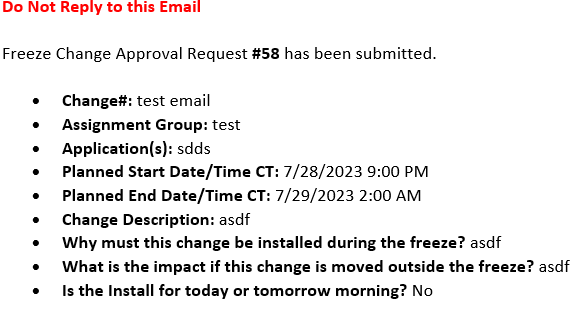 Do Not Reply to this Email
Freeze Change Approval Request #58 has been submitted.
• Change#: test email
• Assignment Group: test
• Application(s): sdds
• Planned Start Date/Time CT: 7/28/2023 9:00 PM
• Planned End Date/Time CT: 7/29/2023 2:00 AM
• Change Description: asdf
• Why must this change be installed during the freeze? asdf
• What is the impact if this change is moved outside the freeze? asdf
• Is the Install for today or tomorrow morning? No